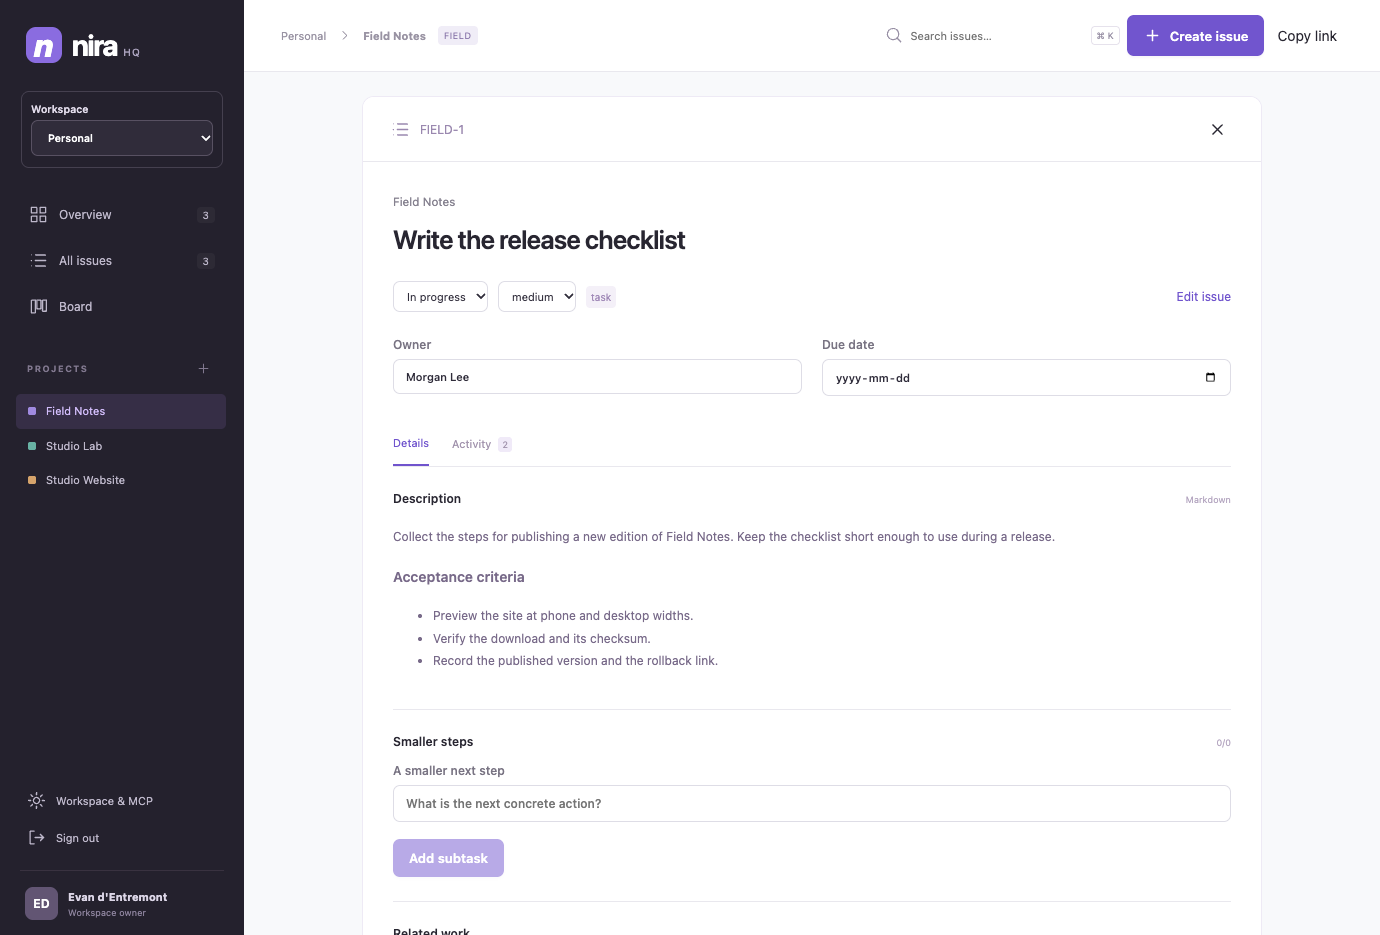 n nira HQ
Workspace
Personal
Overview 3
All issues 3
Board
PROJECTS
Field Notes
Studio Lab
Studio Website
Workspace & MCP
Sign out
ED
Evan d'Entremont
Workspace owner
Personal > Field Notes FIELD
Search issues... ⌘ K
+ Create issue
Copy link
FIELD-1
Field Notes
Write the release checklist
In progress medium task
Edit issue
Owner
Morgan Lee
Due date
yyyy-mm-dd
Details Activity 2
Description Markdown
Collect the steps for publishing a new edition of Field Notes. Keep the checklist short enough to use during a release.
Acceptance criteria
• Preview the site at phone and desktop widths.
• Verify the download and its checksum.
• Record the published version and the rollback link.
Smaller steps 0/0
A smaller next step
What is the next concrete action?
Add subtask
Related work